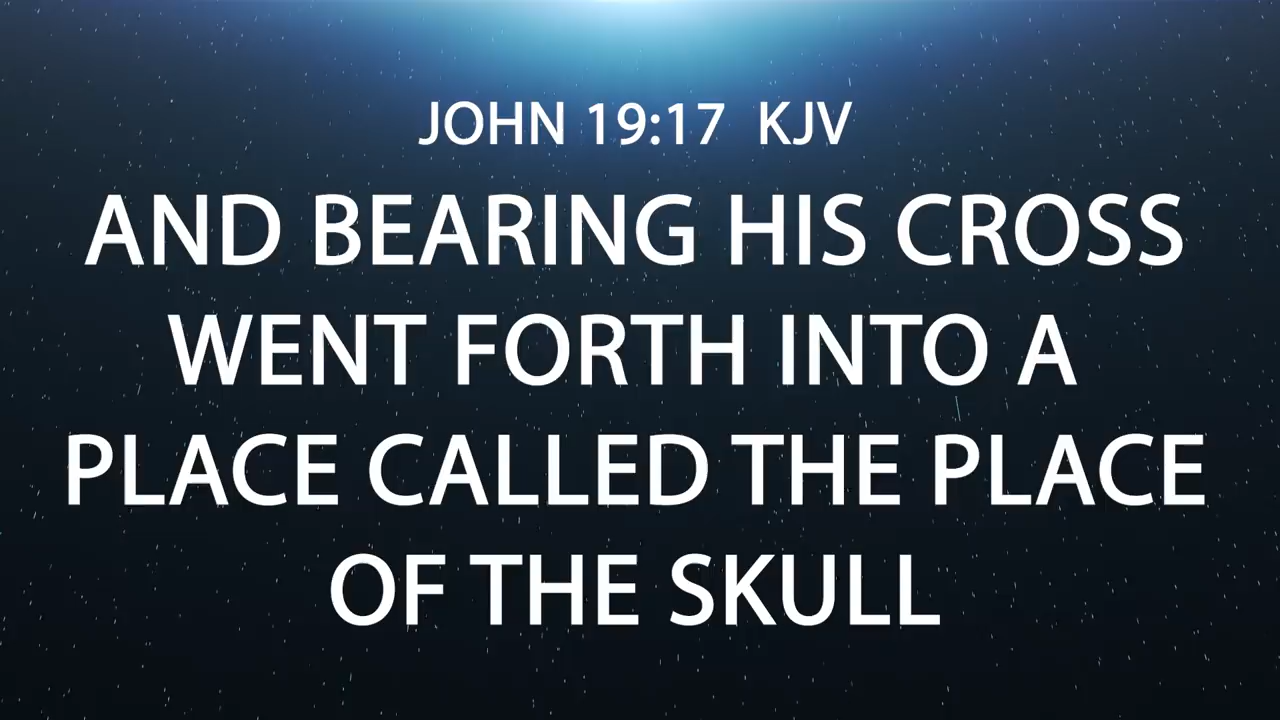 JOHN 19:17 KJV
AND BEARING HIS CROSS
WENT FORTH INTO A
PLACE CALLED THE PLACE
OF THE SKULL